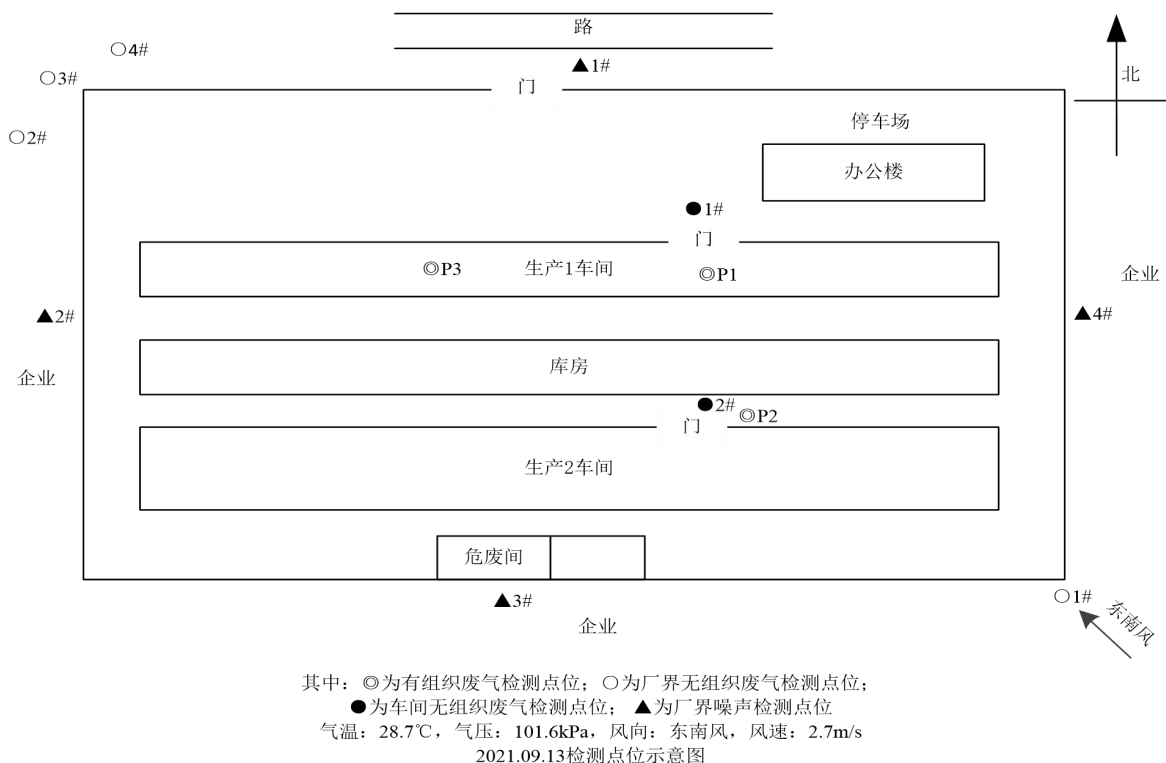 路
○4#
▲1#
○3#
门
北
○2#
停车场
办公楼
●1#
门
◎P3
生产1车间
◎P1
企业
▲2#
▲4#
库房
企业
●2#
◎P2
门
生产2车间
危废间
▲3#
○1#
东南风
企业
其中：◎为有组织废气检测点位；○为厂界无组织废气检测点位；
●为车间无组织废气检测点位；▲为厂界噪声检测点位
气温：28.7℃，气压：101.6kPa，风向：东南风，风速：2.7m/s
2021.09.13检测点位示意图